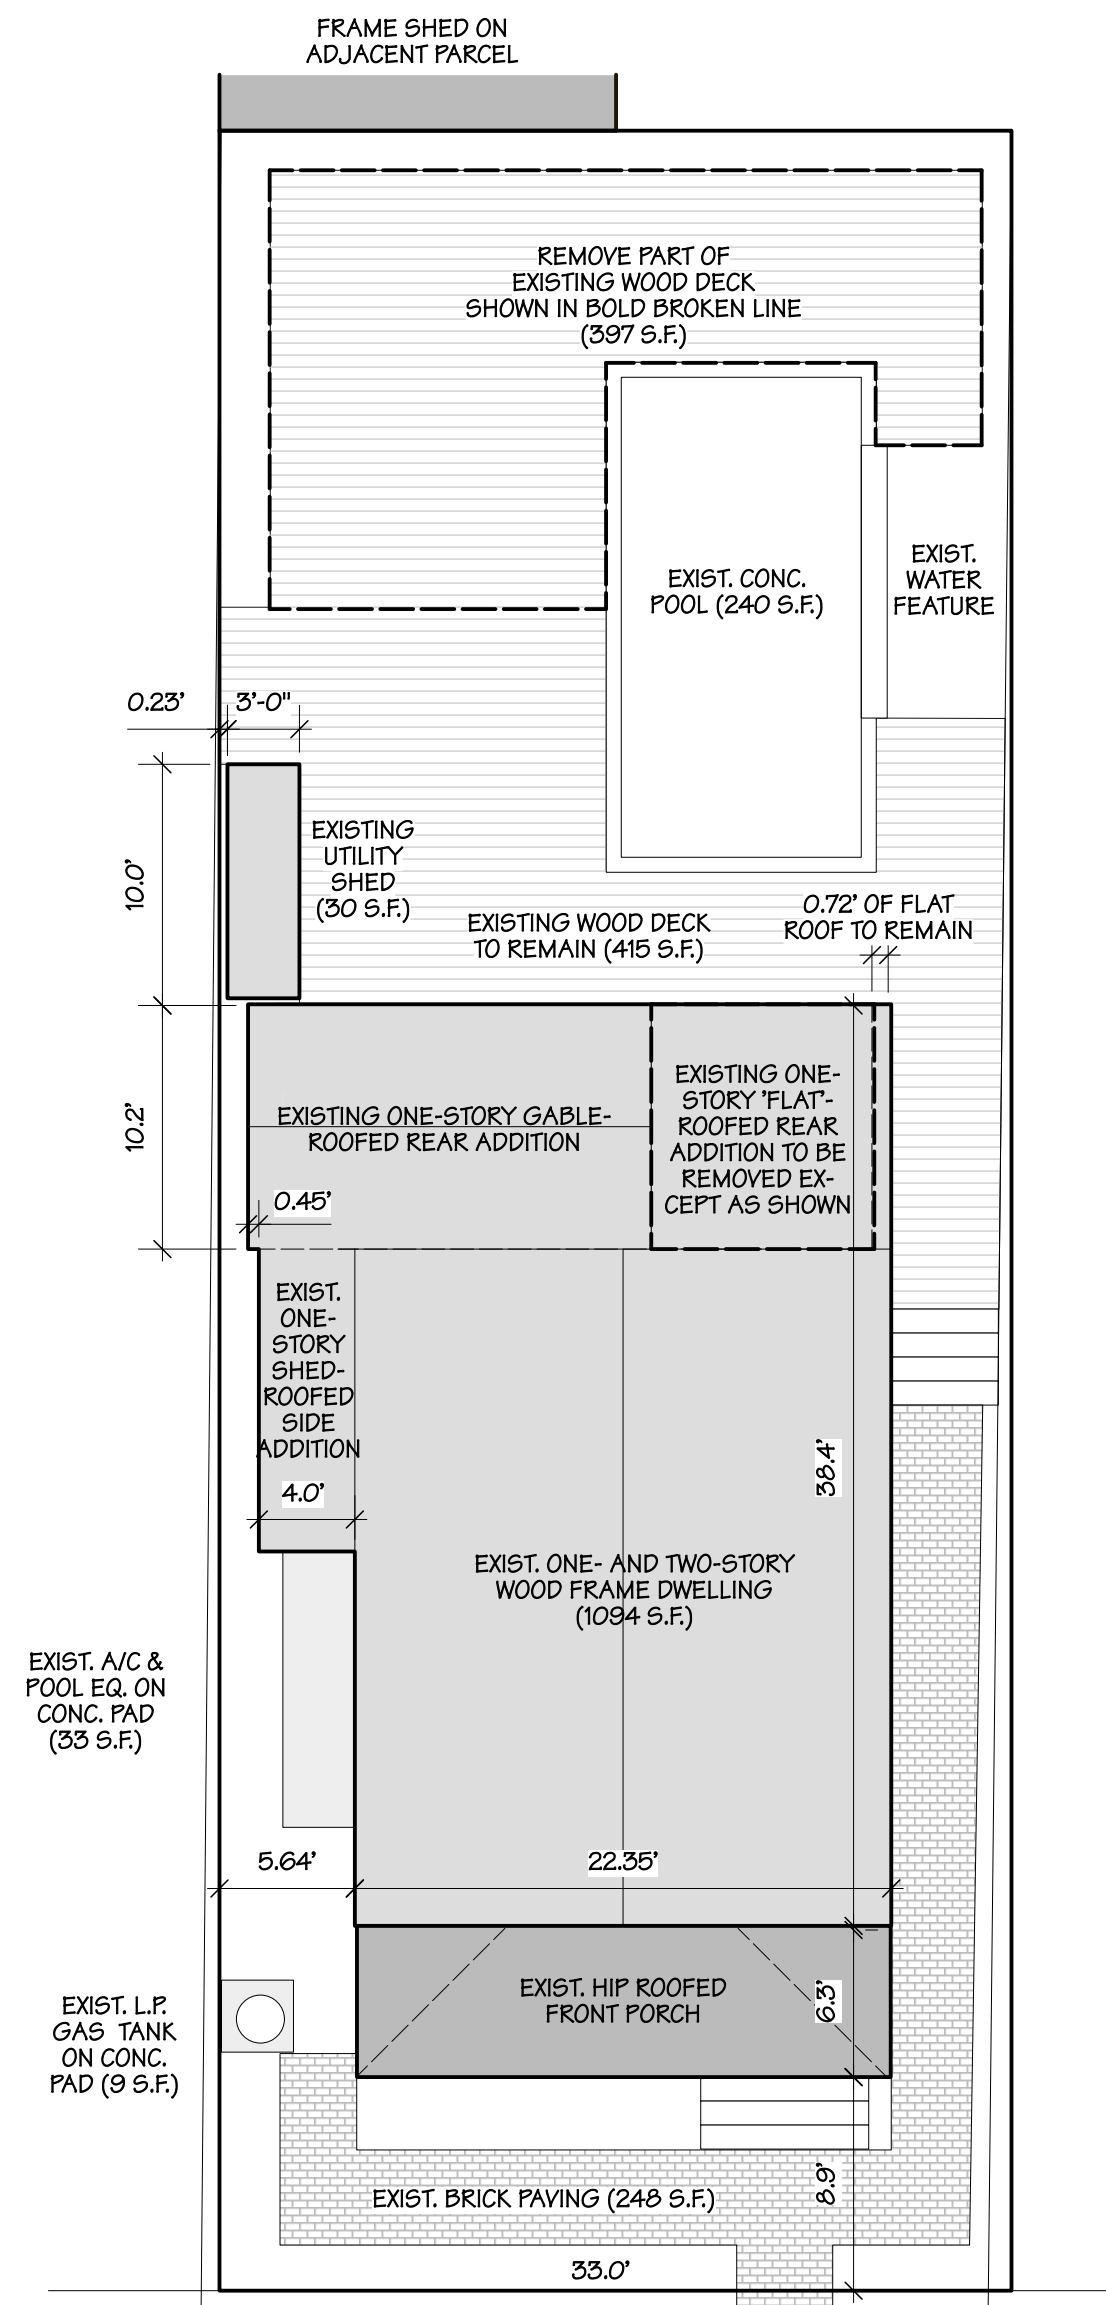 FRAME SHED ON
ADJACENT PARCEL
REMOVE PART OF
EXISTING WOOD DECK
SHOWN IN BOLD BROKEN LINE
(397 S.F.)
EXIST. CONC.
POOL (240 S.F.)
EXIST.
WATER
FEATURE
0.23'
3'-0"
10.0'
EXISTING
UTILITY
SHED
(30 S.F.)
EXISTING WOOD DECK
TO REMAIN (415 S.F.)
0.72' OF FLAT
ROOF TO REMAIN
10.2'
EXISTING ONE-STORY GABLE-
ROOFED REAR ADDITION
EXISTING ONE-
STORY 'FLAT'-
ROOFED REAR
ADDITION TO BE
REMOVED EX-
CEPT AS SHOWN
0.45'
EXIST.
ONE-
STORY
SHED-
ROOFED
SIDE
ADDITION
4.0'
38.4'
EXIST. ONE- AND TWO-STORY
WOOD FRAME DWELLING
(1094 S.F.)
EXIST. A/C &
POOL EQ. ON
CONC. PAD
(33 S.F.)
5.64'
22.35'
EXIST. HIP ROOFED
FRONT PORCH
6.3'
EXIST. L.P.
GAS TANK
ON CONC.
PAD (9 S.F.)
8.9'
EXIST. BRICK PAVING (248 S.F.)
33.0'